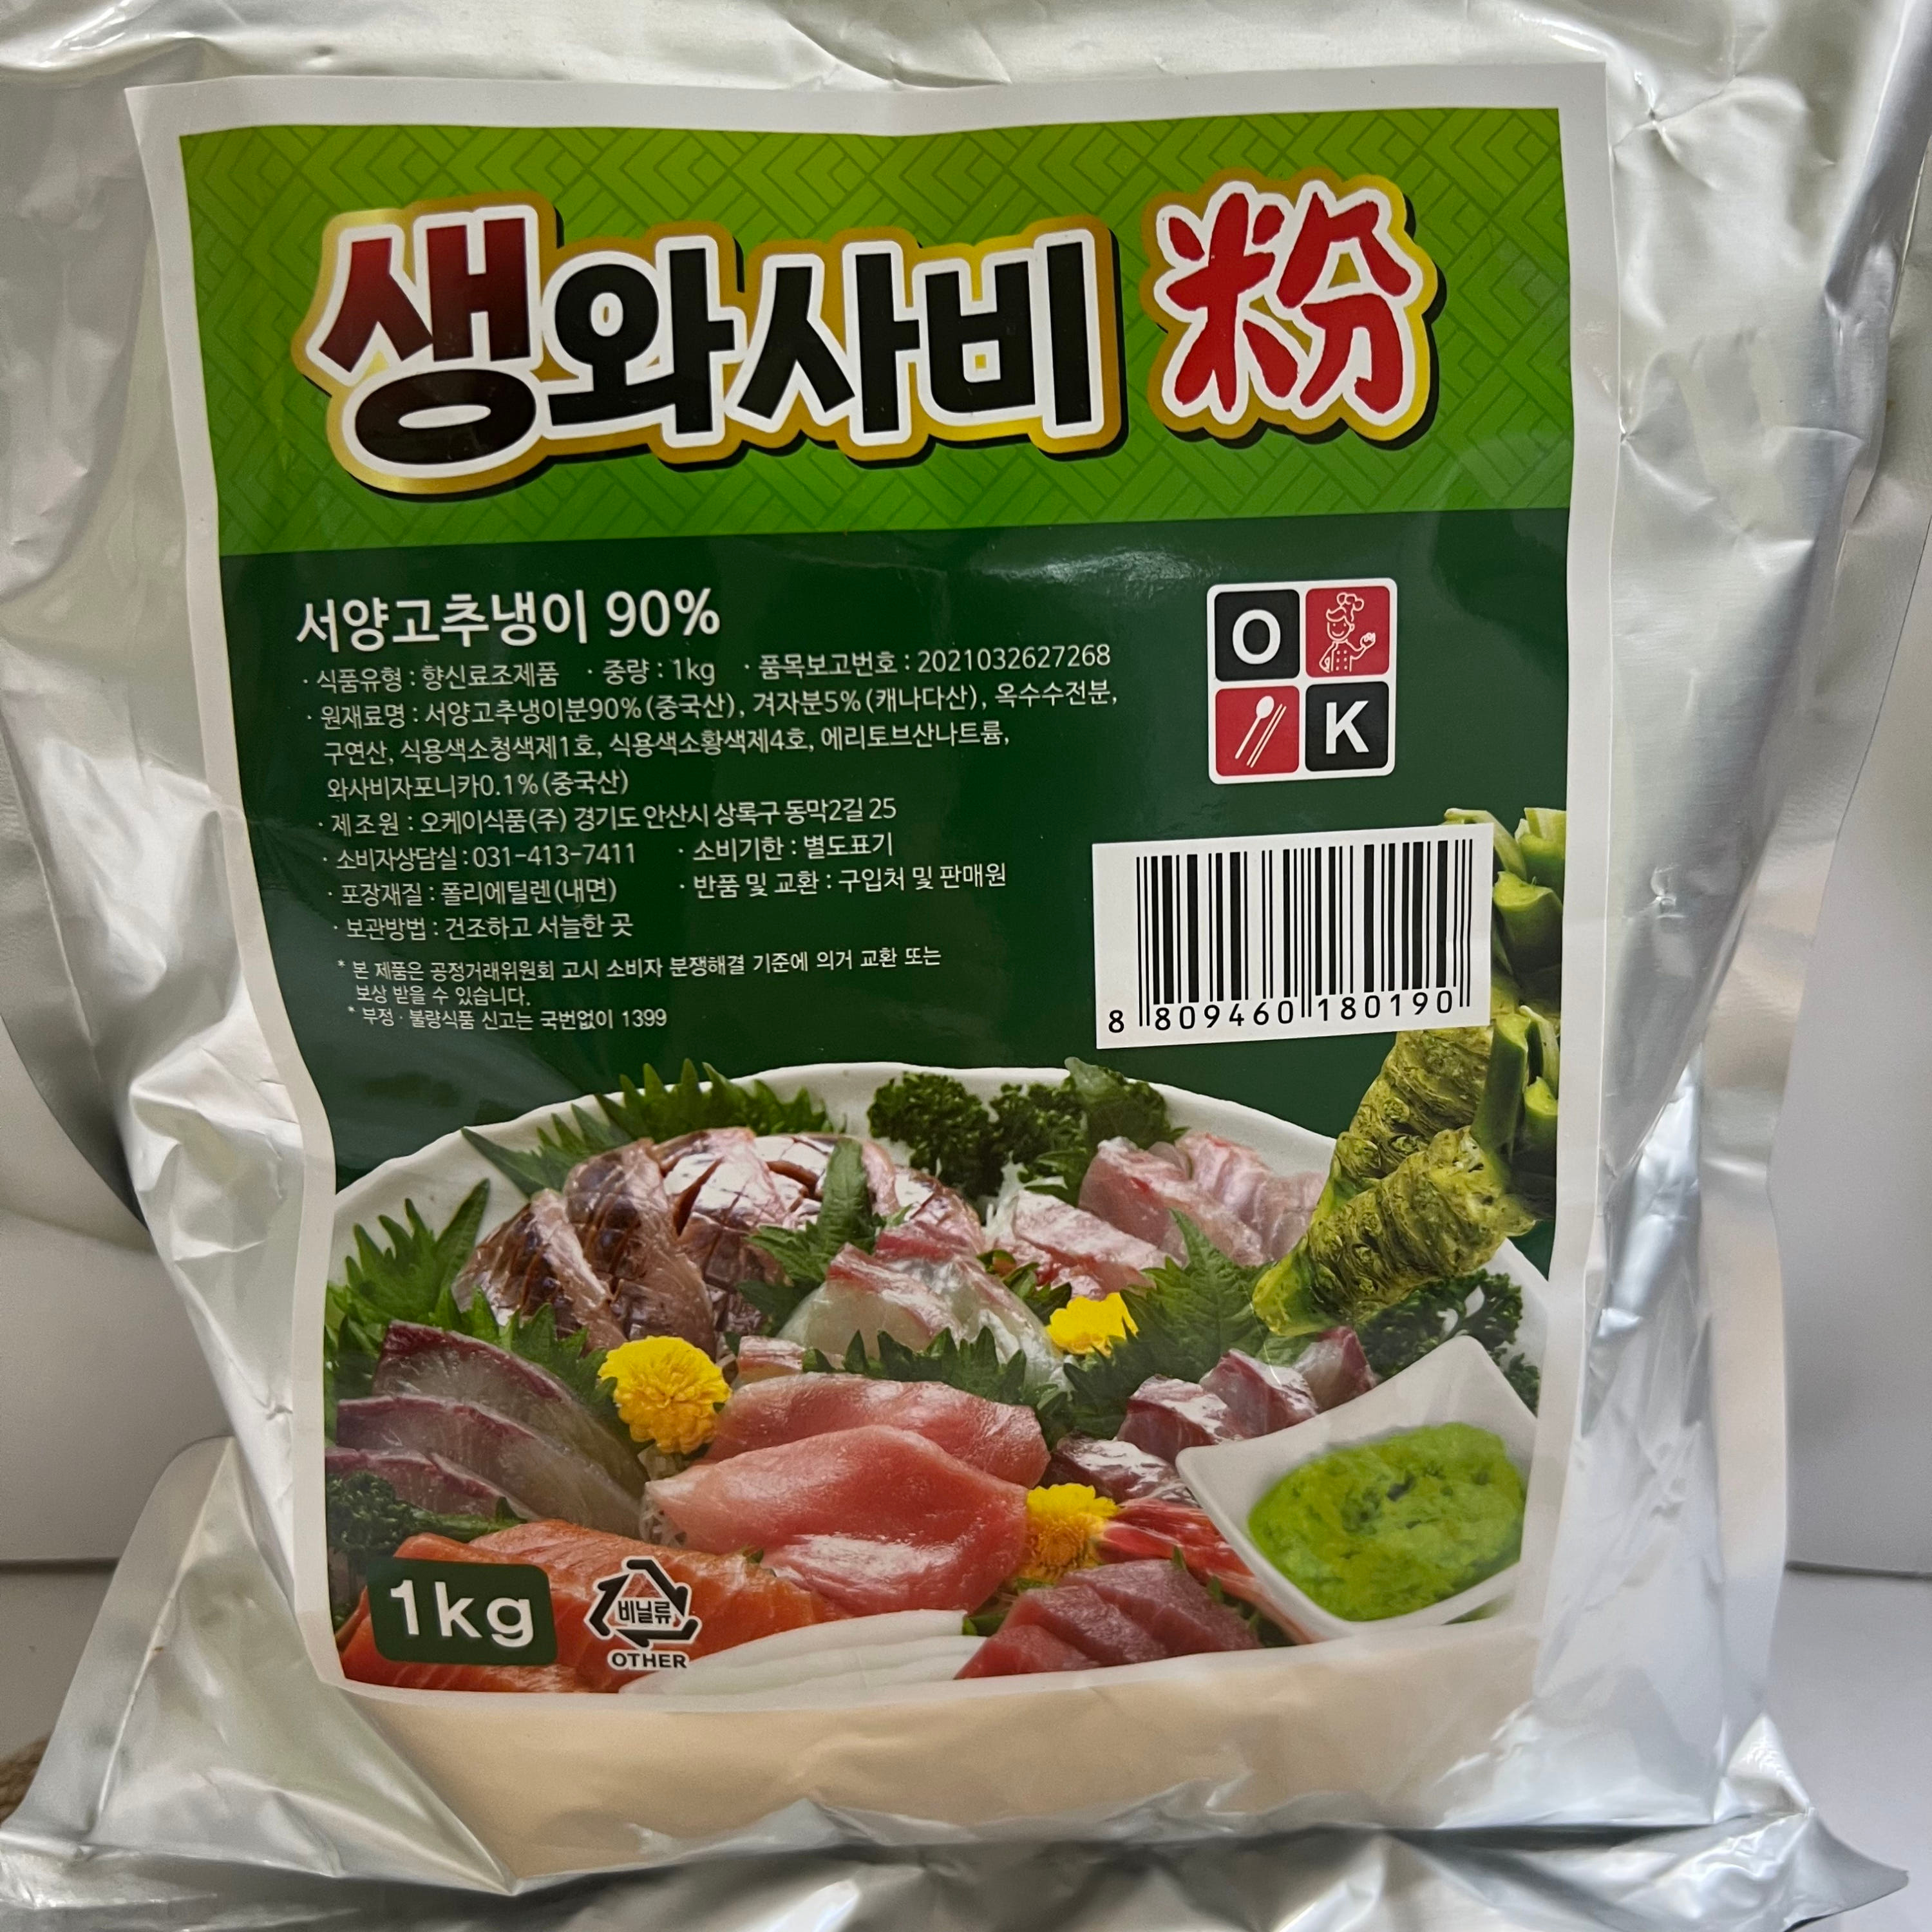 생와사비 粉
서양고추냉이 90%
· 식품유형 : 향신료조제품 · 중량 : 1kg · 품목보고번호 : 2021032627268
· 원재료명 : 서양고추냉이분90%(중국산), 겨자분5%(캐나다산), 옥수수전분,
구연산, 식용색소청색제1호, 식용색소황색제4호, 에리토브산나트륨,
와사비자포니카0.1%(중국산)
· 제조원 : 오케이식품(주) 경기도 안산시 상록구 동막2길 25
· 소비자상담실 : 031-413-7411 · 소비기한 : 별도표기
· 포장재질 : 폴리에틸렌(내면) · 반품 및 교환 : 구입처 및 판매원
· 보관방법 : 건조하고 서늘한 곳
* 본 제품은 공정거래위원회 고시 소비자 분쟁해결 기준에 의거 교환 또는
보상 받을 수 있습니다.
* 부정 · 불량식품 신고는 국번없이 1399
O
K
8 809460 180190
1kg
비닐류
OTHER